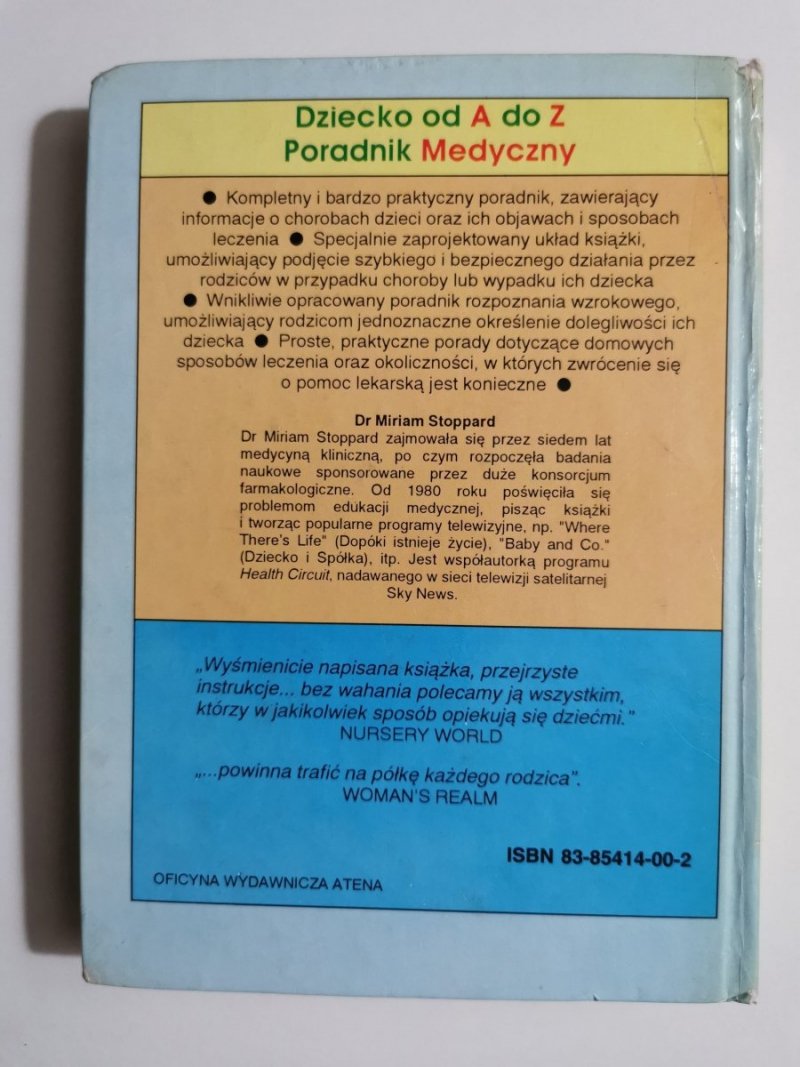 Dziecko od A do Z
Poradnik Medyczny
● Kompletny i bardzo praktyczny poradnik, zawierający
informacje o chorobach dzieci oraz ich objawach i sposobach
leczenia ● Specjalnie zaprojektowany układ książki,
umożliwiający podjęcie szybkiego i bezpiecznego działania przez
rodziców w przypadku choroby lub wypadku ich dziecka
● Wnikliwie opracowany poradnik rozpoznania wzrokowego,
umożliwiający rodzicom jednoznaczne określenie dolegliwości ich
dziecka ● Proste, praktyczne porady dotyczące domowych
sposobów leczenia oraz okoliczności, w których zwrócenie się
o pomoc lekarską jest konieczne ●
Dr Miriam Stoppard
Dr Miriam Stoppard zajmowała się przez siedem lat
medycyną kliniczną, po czym rozpoczęła badania
naukowe sponsorowane przez duże konsorcjum
farmakologiczne. Od 1980 roku poświęciła się
problemom edukacji medycznej, pisząc książki
i tworząc popularne programy telewizyjne, np. "Where
There's Life" (Dopóki istnieje życie), "Baby and Co."
(Dziecko i Spółka), itp. Jest współautorką programu
Health Circuit, nadawanego w sieci telewizji satelitarnej
Sky News.
„Wyśmienicie napisana książka, przejrzyste
instrukcje... bez wahania polecamy ją wszystkim,
którzy w jakikolwiek sposób opiekują się dziećmi."
NURSERY WORLD
„...powinna trafić na półkę każdego rodzica".
WOMAN'S REALM
ISBN 83-85414-00-2
OFICYNA WYDAWNICZA ATENA